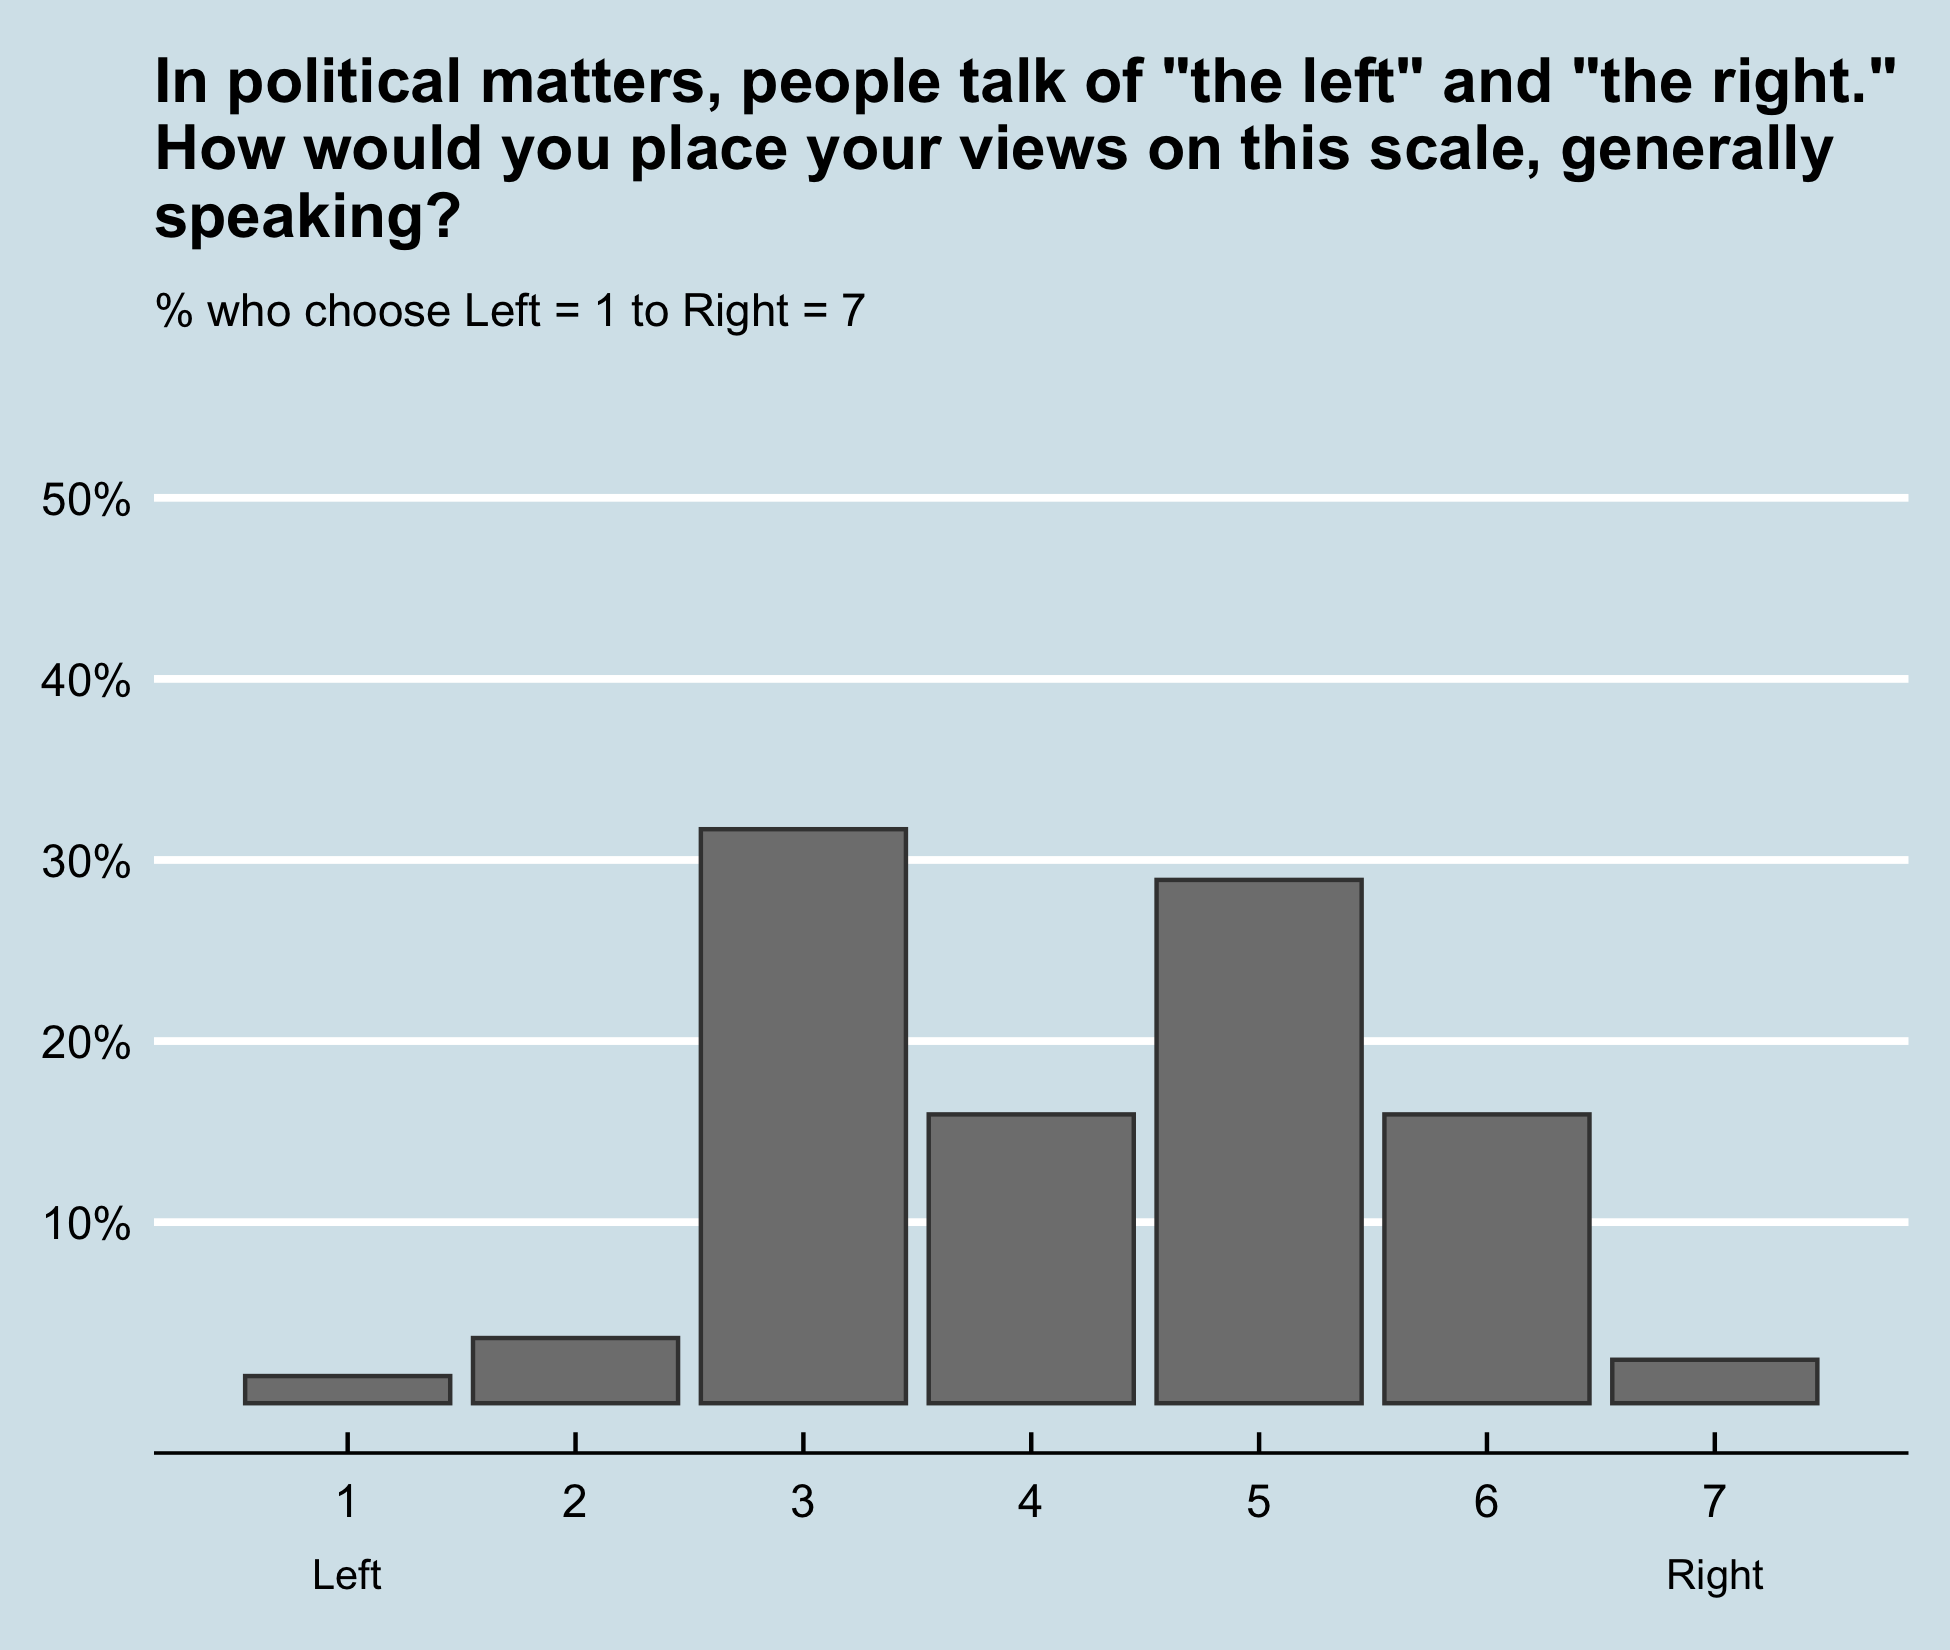 In political matters, people talk of "the left" and "the right."
How would you place your views on this scale, generally
speaking?
% who choose Left = 1 to Right = 7
50%
40%
30%
20%
10%
1 2 3 4 5 6 7
Left Right